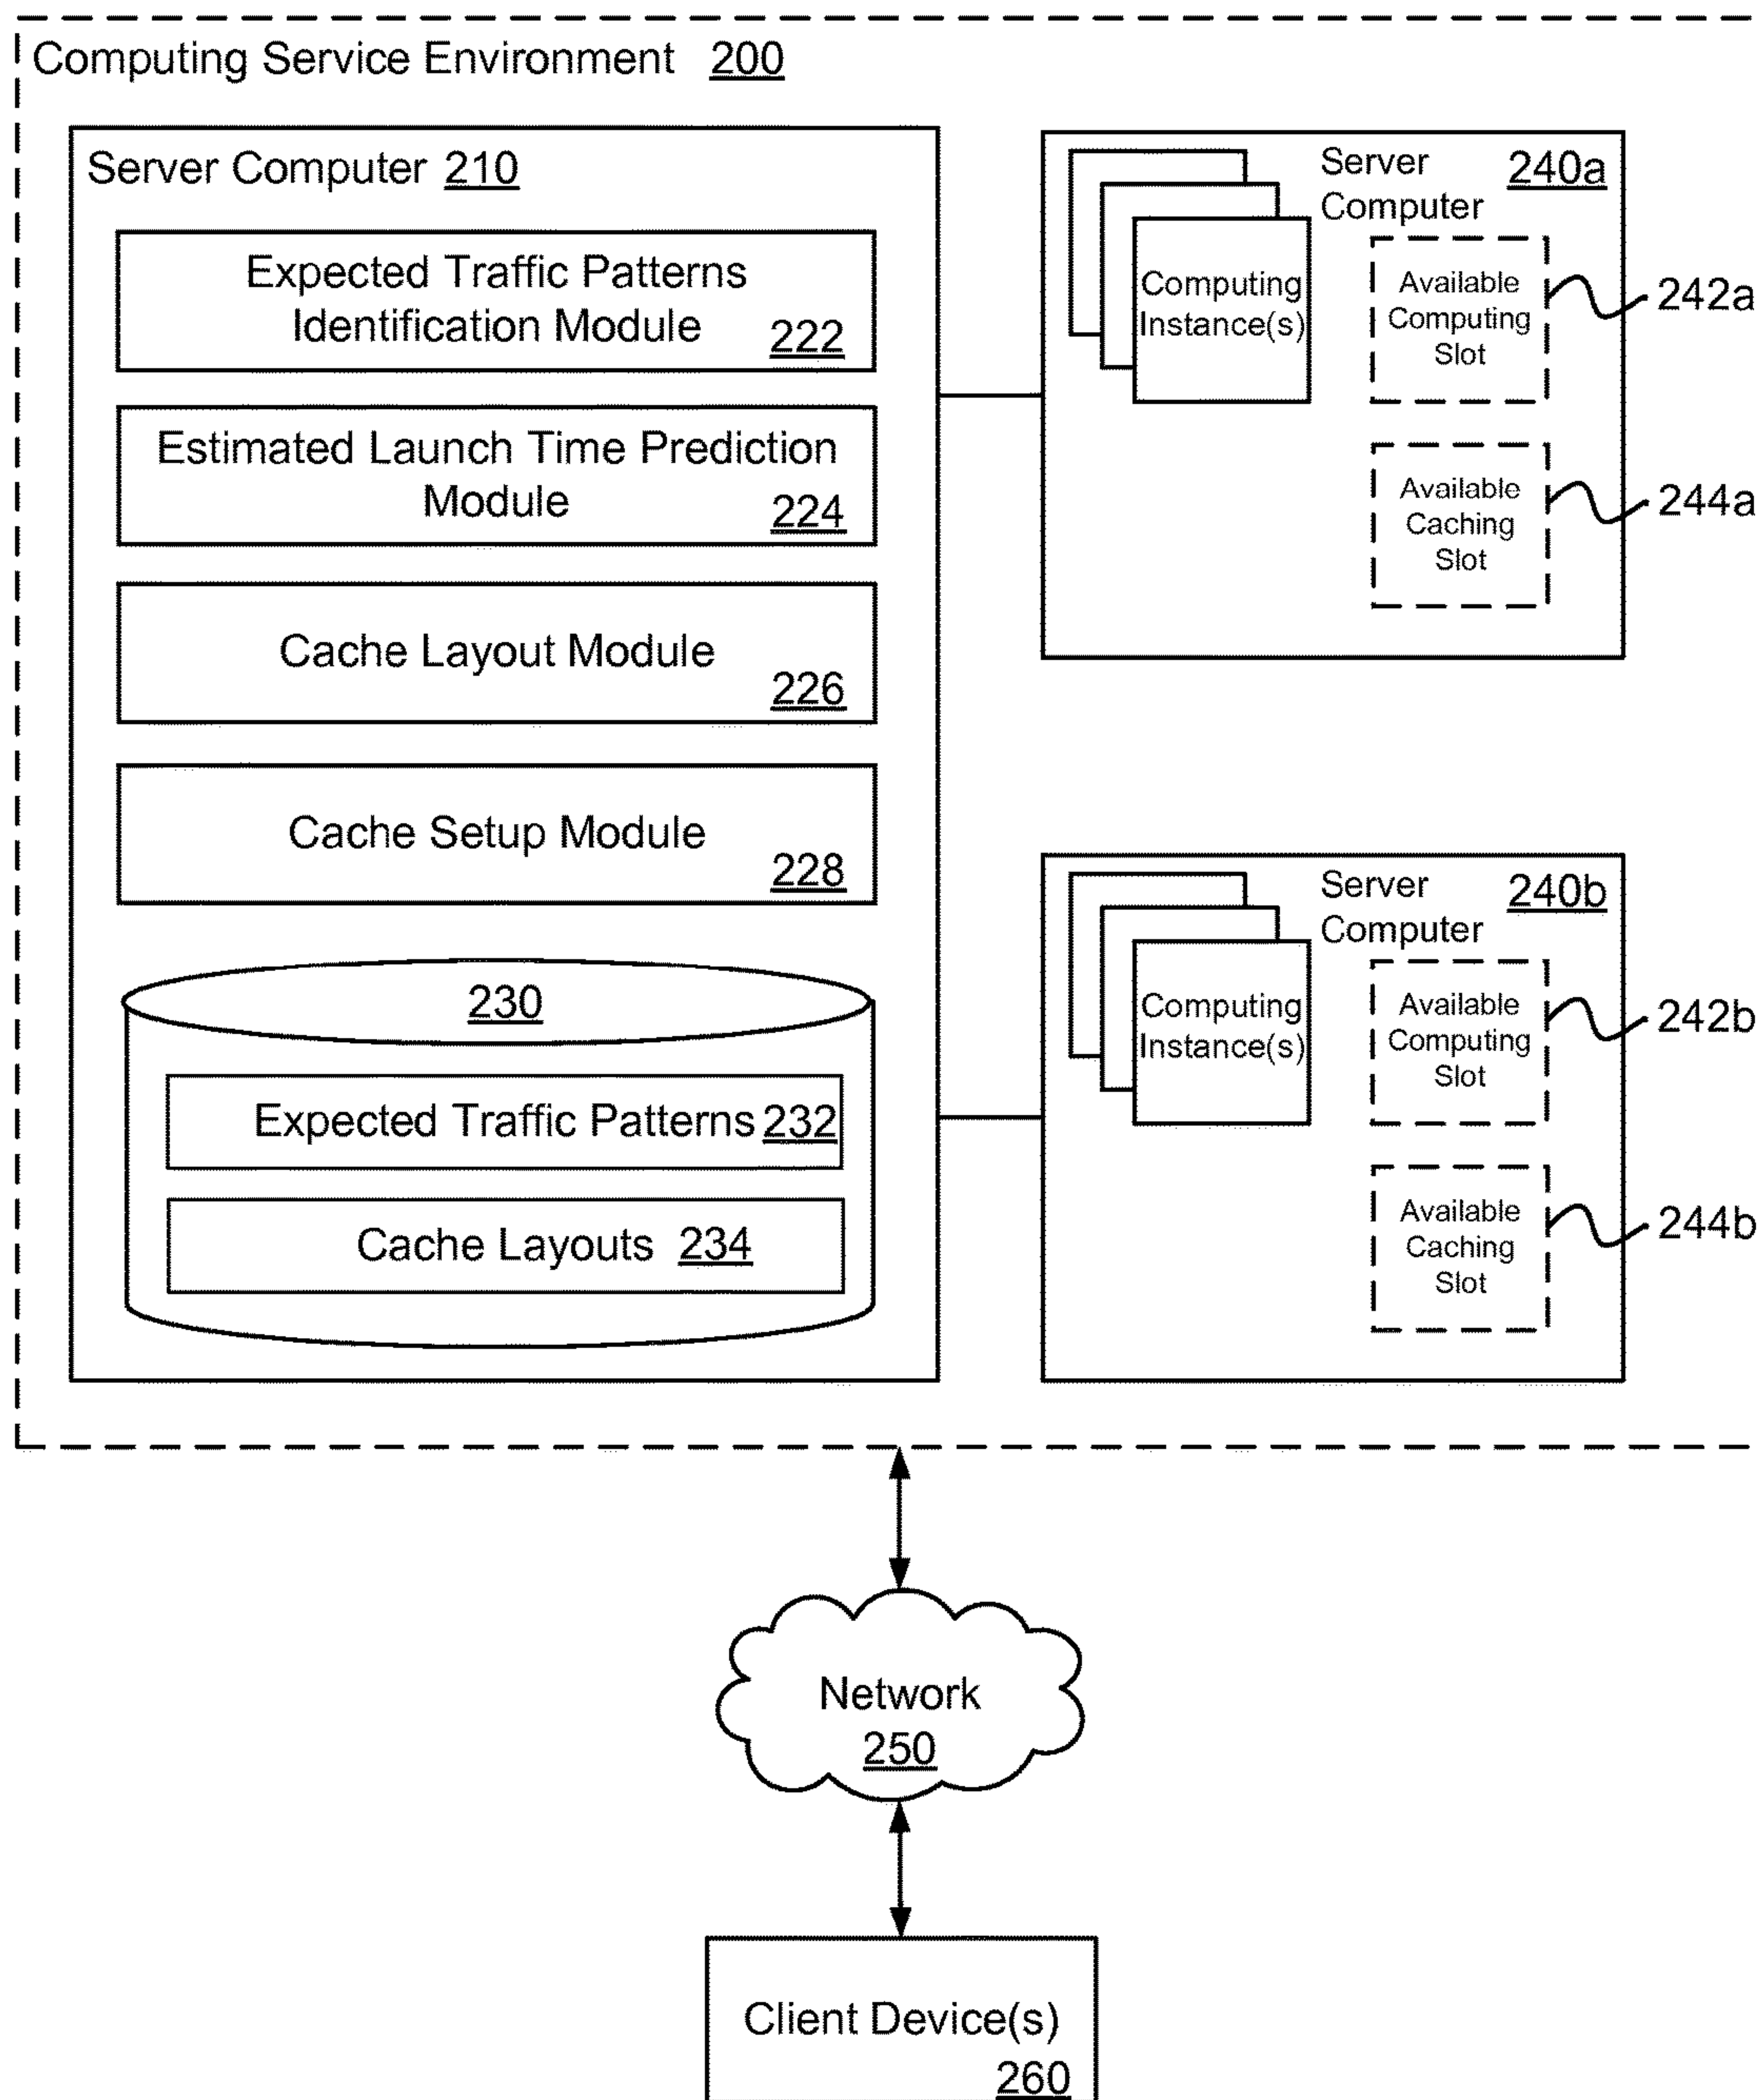 Computing Service Environment 200
Server Computer 210
Expected Traffic Patterns
Identification Module 222
Estimated Launch Time Prediction
Module 224
Cache Layout Module
226
Cache Setup Module
228
230
Expected Traffic Patterns 232
Cache Layouts 234
Server
Computer
240a
Computing
Instance(s)
Available
Computing
Slot
242a
Available
Caching
Slot
244a
Server
Computer
240b
Computing
Instance(s)
Available
Computing
Slot
242b
Available
Caching
Slot
244b
Network
250
Client Device(s)
260